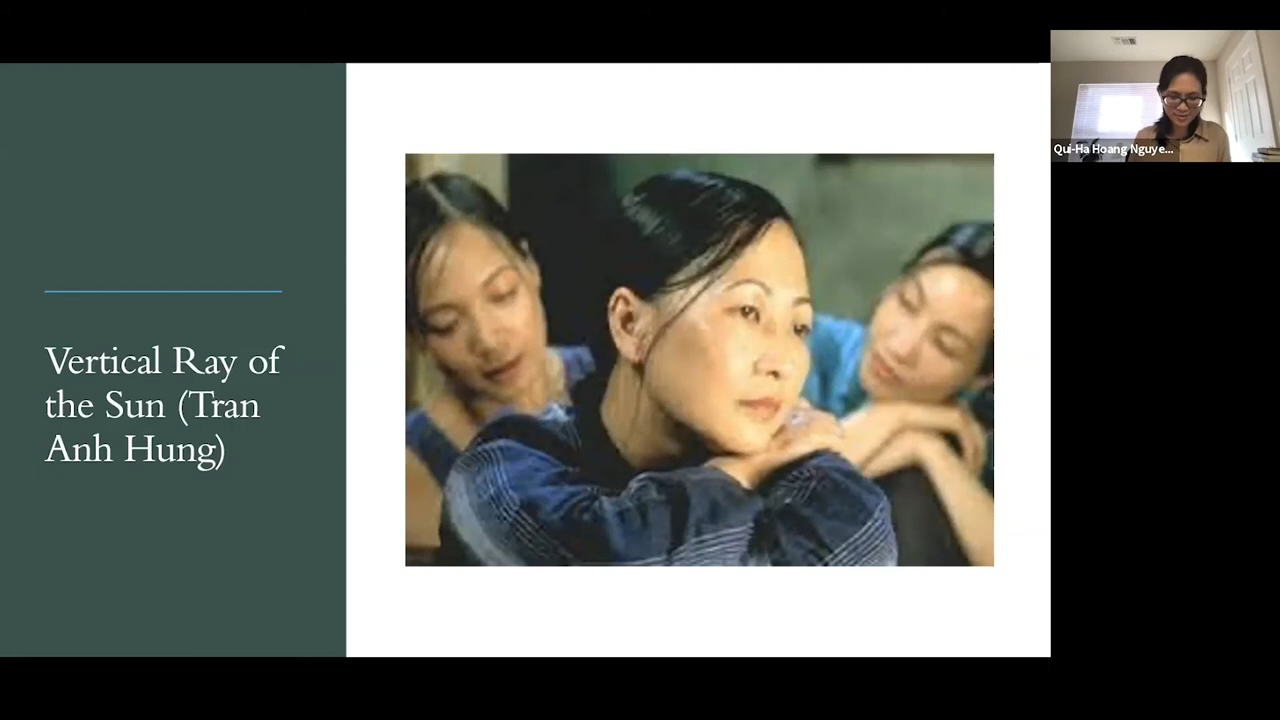 Vertical Ray of
the Sun (Tran
Anh Hung)
Qui-Ha Hoang Nguye...